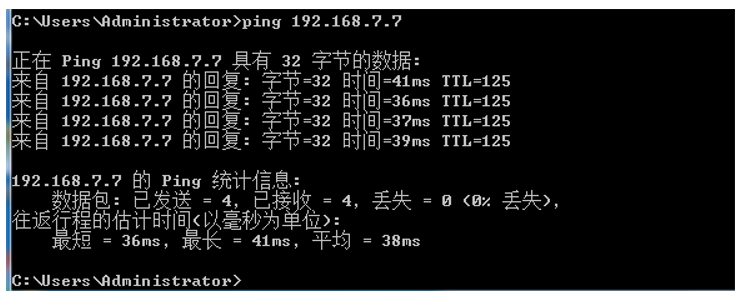 C:\Users\Administrator>ping 192.168.7.7
正在 Ping 192.168.7.7 具有 32 字节的数据:
来自 192.168.7.7 的回复: 字节=32 时间=41ms TTL=125
来自 192.168.7.7 的回复: 字节=32 时间=36ms TTL=125
来自 192.168.7.7 的回复: 字节=32 时间=37ms TTL=125
来自 192.168.7.7 的回复: 字节=32 时间=39ms TTL=125
192.168.7.7 的 Ping 统计信息:
数据包: 已发送 = 4, 已接收 = 4, 丢失 = 0 (0% 丢失),
往返行程的估计时间(以毫秒为单位):
最短 = 36ms, 最长 = 41ms, 平均 = 38ms
C:\Users\Administrator>